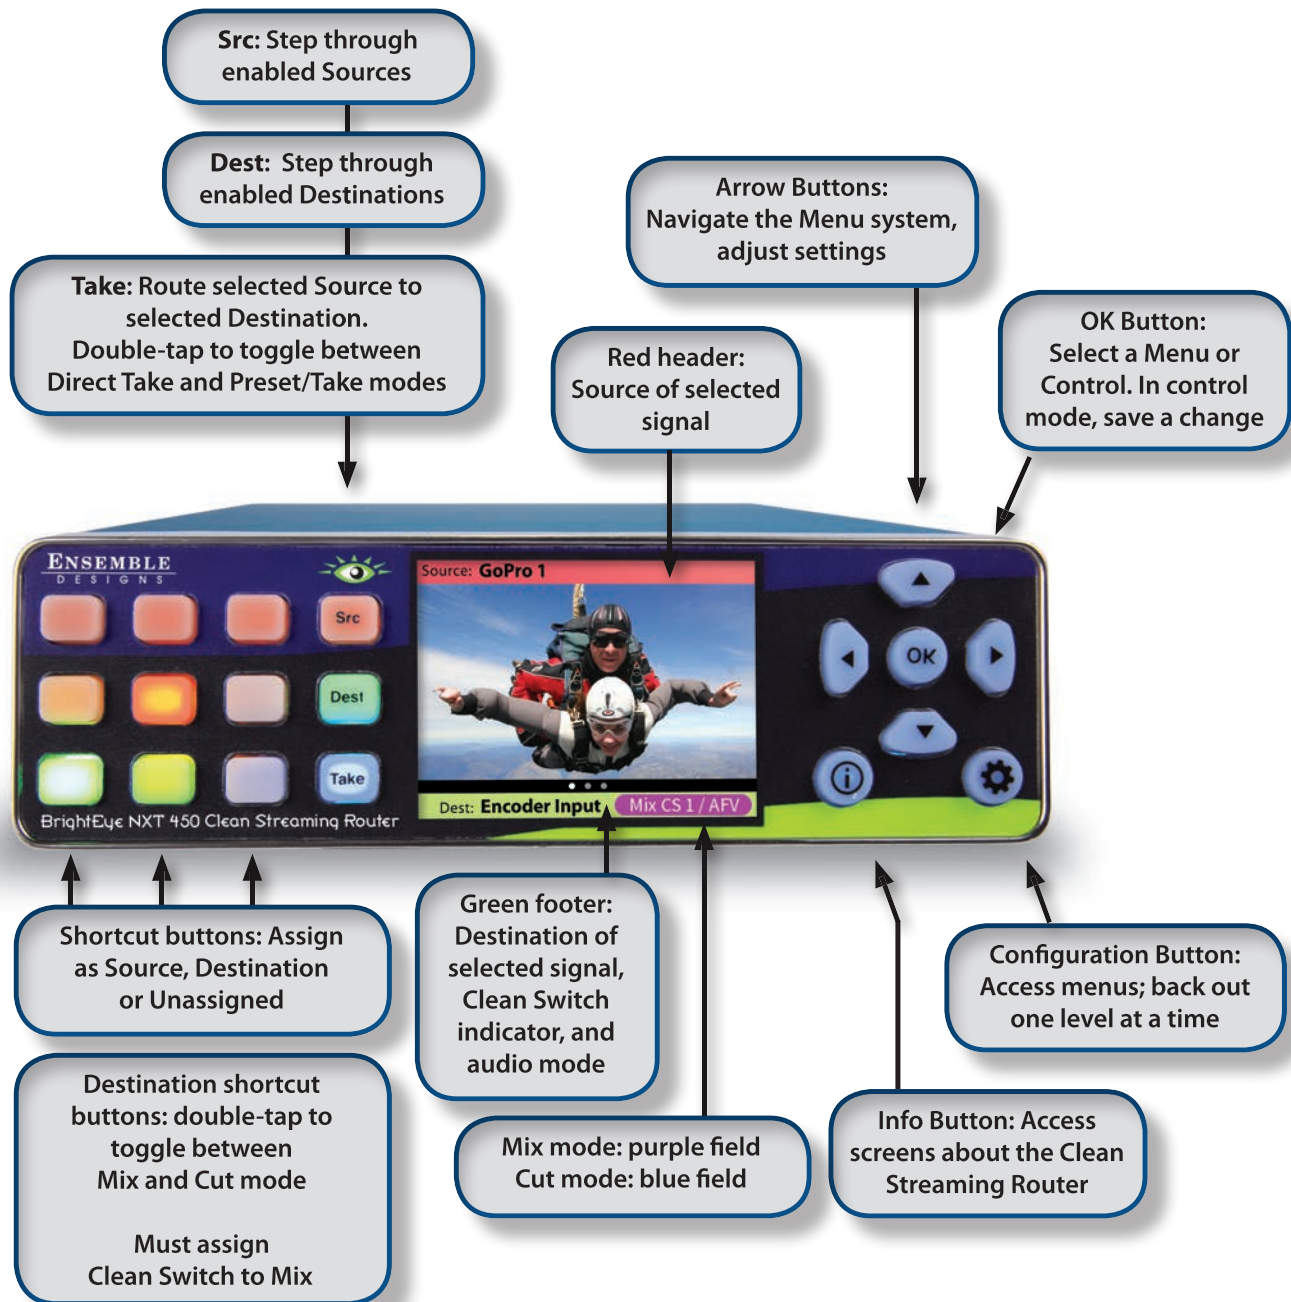 Src: Step through
enabled Sources
Dest: Step through
enabled Destinations
Take: Route selected Source to
selected Destination.
Double-tap to toggle between
Direct Take and Preset/Take modes
Arrow Buttons:
Navigate the Menu system,
adjust settings
Red header:
Source of selected
signal
OK Button:
Select a Menu or
Control. In control
mode, save a change
ENSEMBLE
DESIGNS
Src
Dest
Take
Source: GoPro 1
Dest: Encoder Input
Mix CS 1 / AFV
OK
i
BrightEye NXT 450 Clean Streaming Router
Shortcut buttons: Assign
as Source, Destination
or Unassigned
Destination shortcut
buttons: double-tap to
toggle between
Mix and Cut mode
Must assign
Clean Switch to Mix
Green footer:
Destination of
selected signal,
Clean Switch
indicator, and
audio mode
Mix mode: purple field
Cut mode: blue field
Info Button: Access
screens about the Clean
Streaming Router
Configuration Button:
Access menus; back out
one level at a time